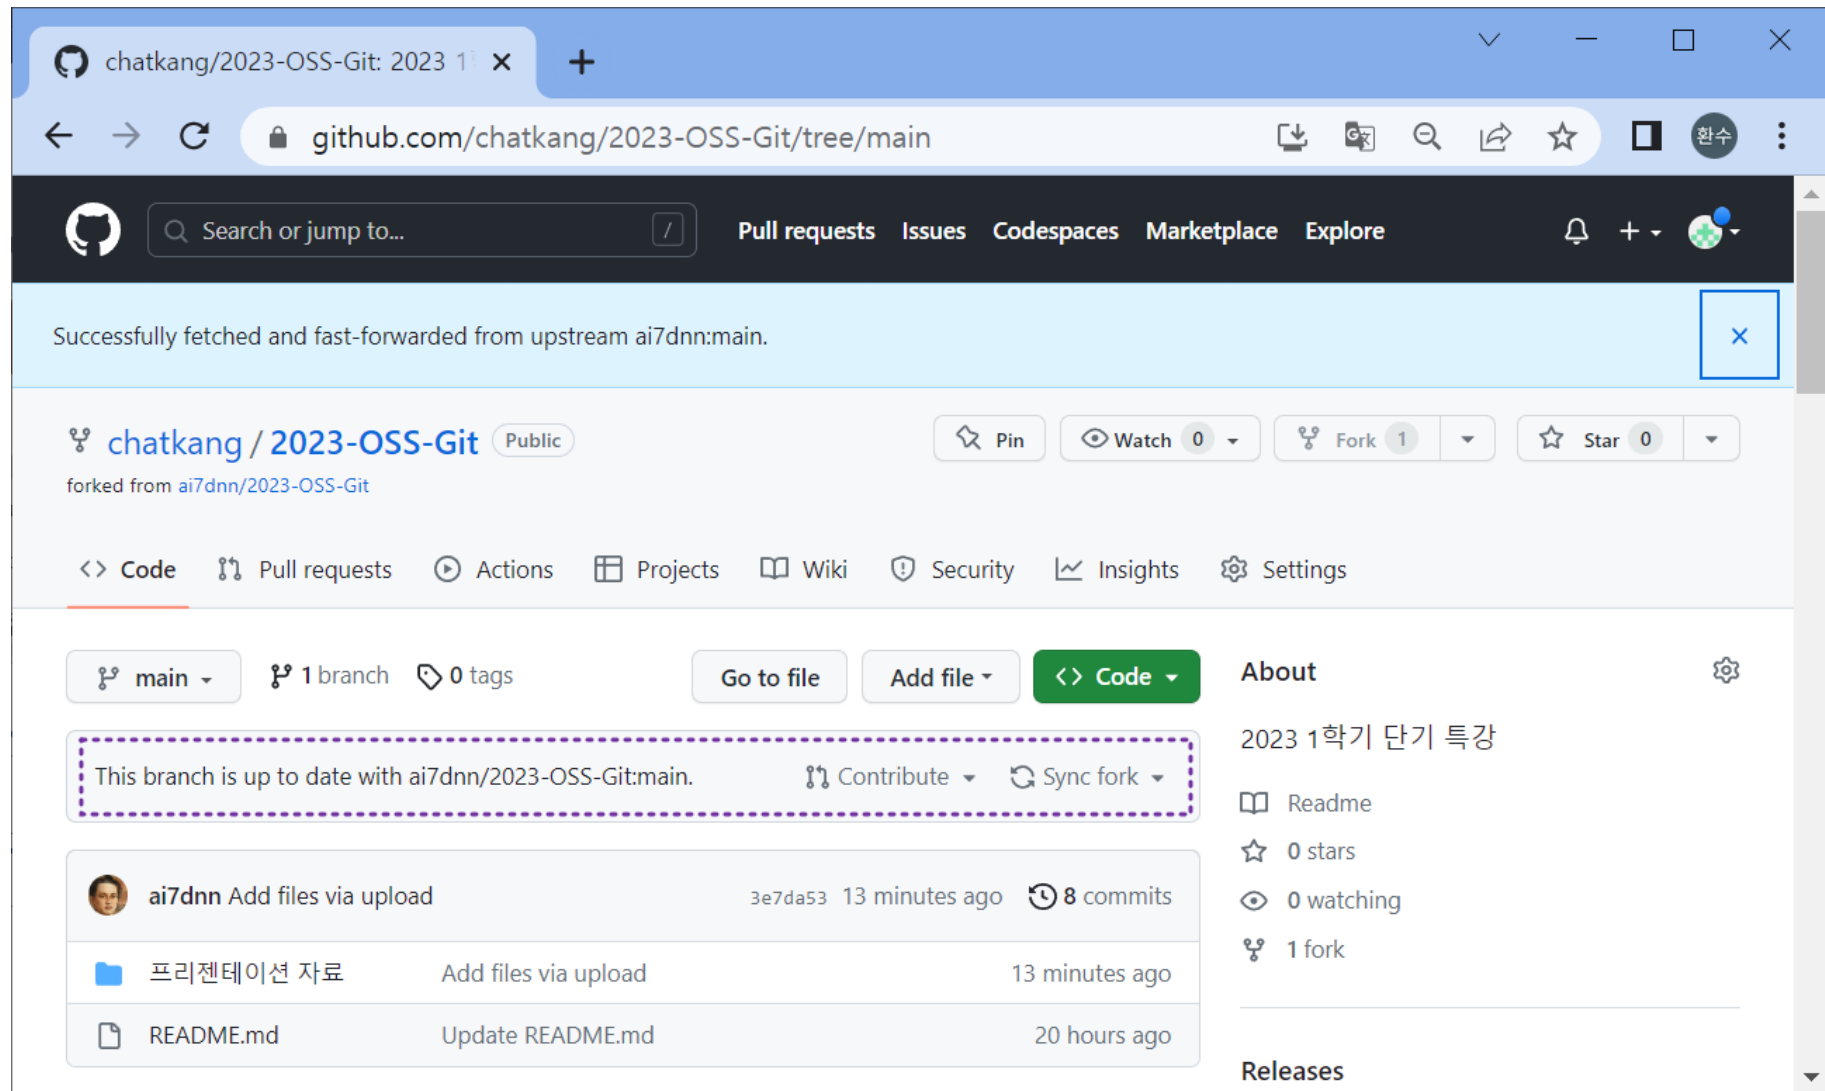 chatkang/2023-OSS-Git: 2023 1
github.com/chatkang/2023-OSS-Git/tree/main
환수
Search or jump to... /
Pull requests Issues Codespaces Marketplace Explore
Successfully fetched and fast-forwarded from upstream ai7dnn:main.
chatkang / 2023-OSS-Git Public
Pin Watch 0 Fork 1 Star 0
forked from ai7dnn/2023-OSS-Git
Code Pull requests Actions Projects Wiki Security Insights Settings
main 1 branch 0 tags Go to file Add file Code
This branch is up to date with ai7dnn/2023-OSS-Git:main. Contribute Sync fork
ai7dnn Add files via upload 3e7da53 13 minutes ago 8 commits
프리젠테이션 자료 Add files via upload 13 minutes ago
README.md Update README.md 20 hours ago
About
2023 1학기 단기 특강
Readme
0 stars
0 watching
1 fork
Releases